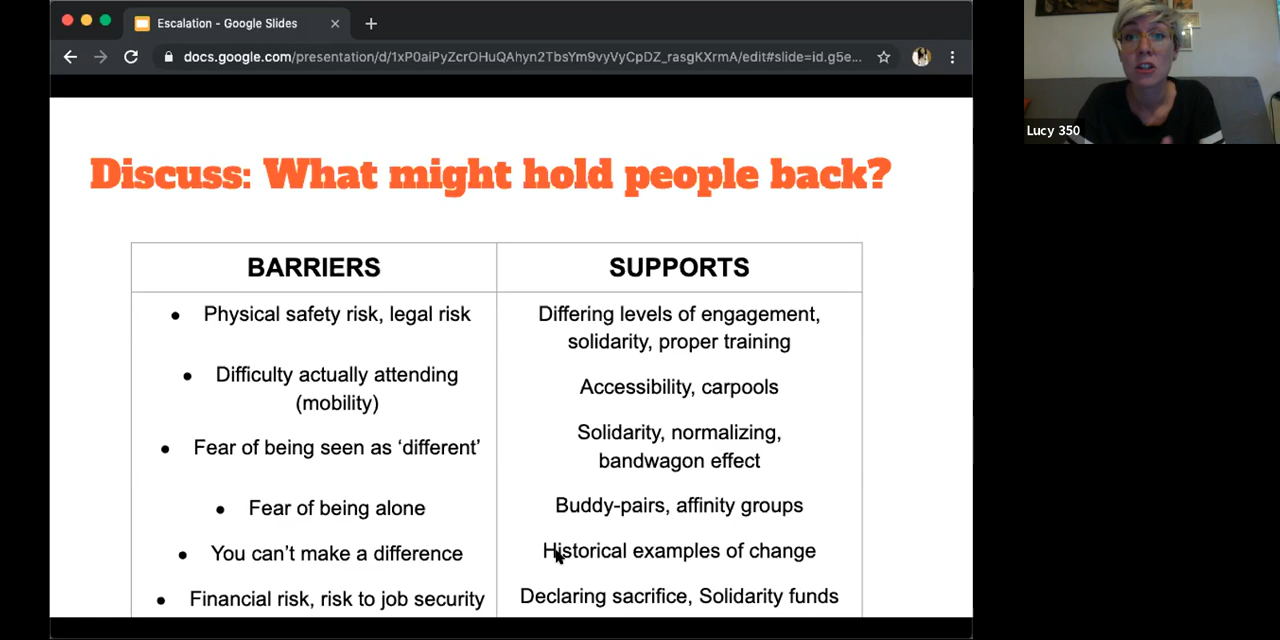 Escalation - Google Slides
docs.google.com/presentation/d/1xP0aiPyZcrOHuQAhyn2TbsYm9vyVyCpDZ_rasgKXrmA/edit#slide=id.g5e...
Lucy 350
Discuss: What might hold people back?
BARRIERS
SUPPORTS
Physical safety risk, legal risk
Differing levels of engagement,
solidarity, proper training
Difficulty actually attending
(mobility)
Accessibility, carpools
Fear of being seen as ‘different’
Solidarity, normalizing,
bandwagon effect
Fear of being alone
Buddy-pairs, affinity groups
You can’t make a difference
Historical examples of change
Financial risk, risk to job security
Declaring sacrifice, Solidarity funds